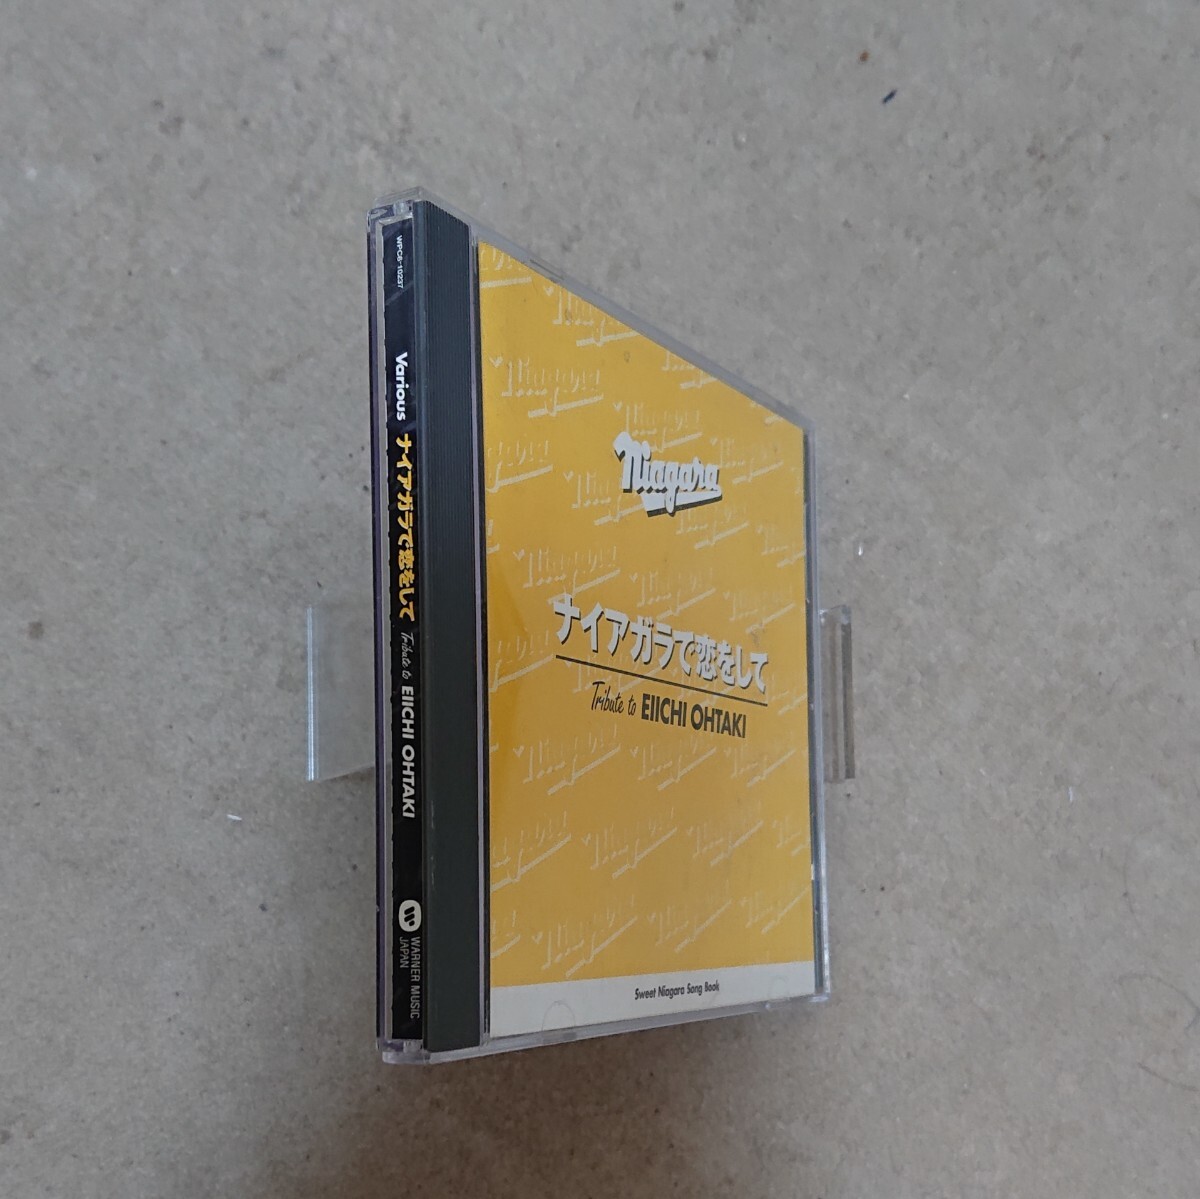 WPC6-10237
Various ナイアガラで恋をして Tribute to EIICHI OHTAKI
WARNER MUSIC
JAPAN
Niagara
ナイアガラで恋をして
Tribute to EIICHI OHTAKI
Sweet Niagara Song Book